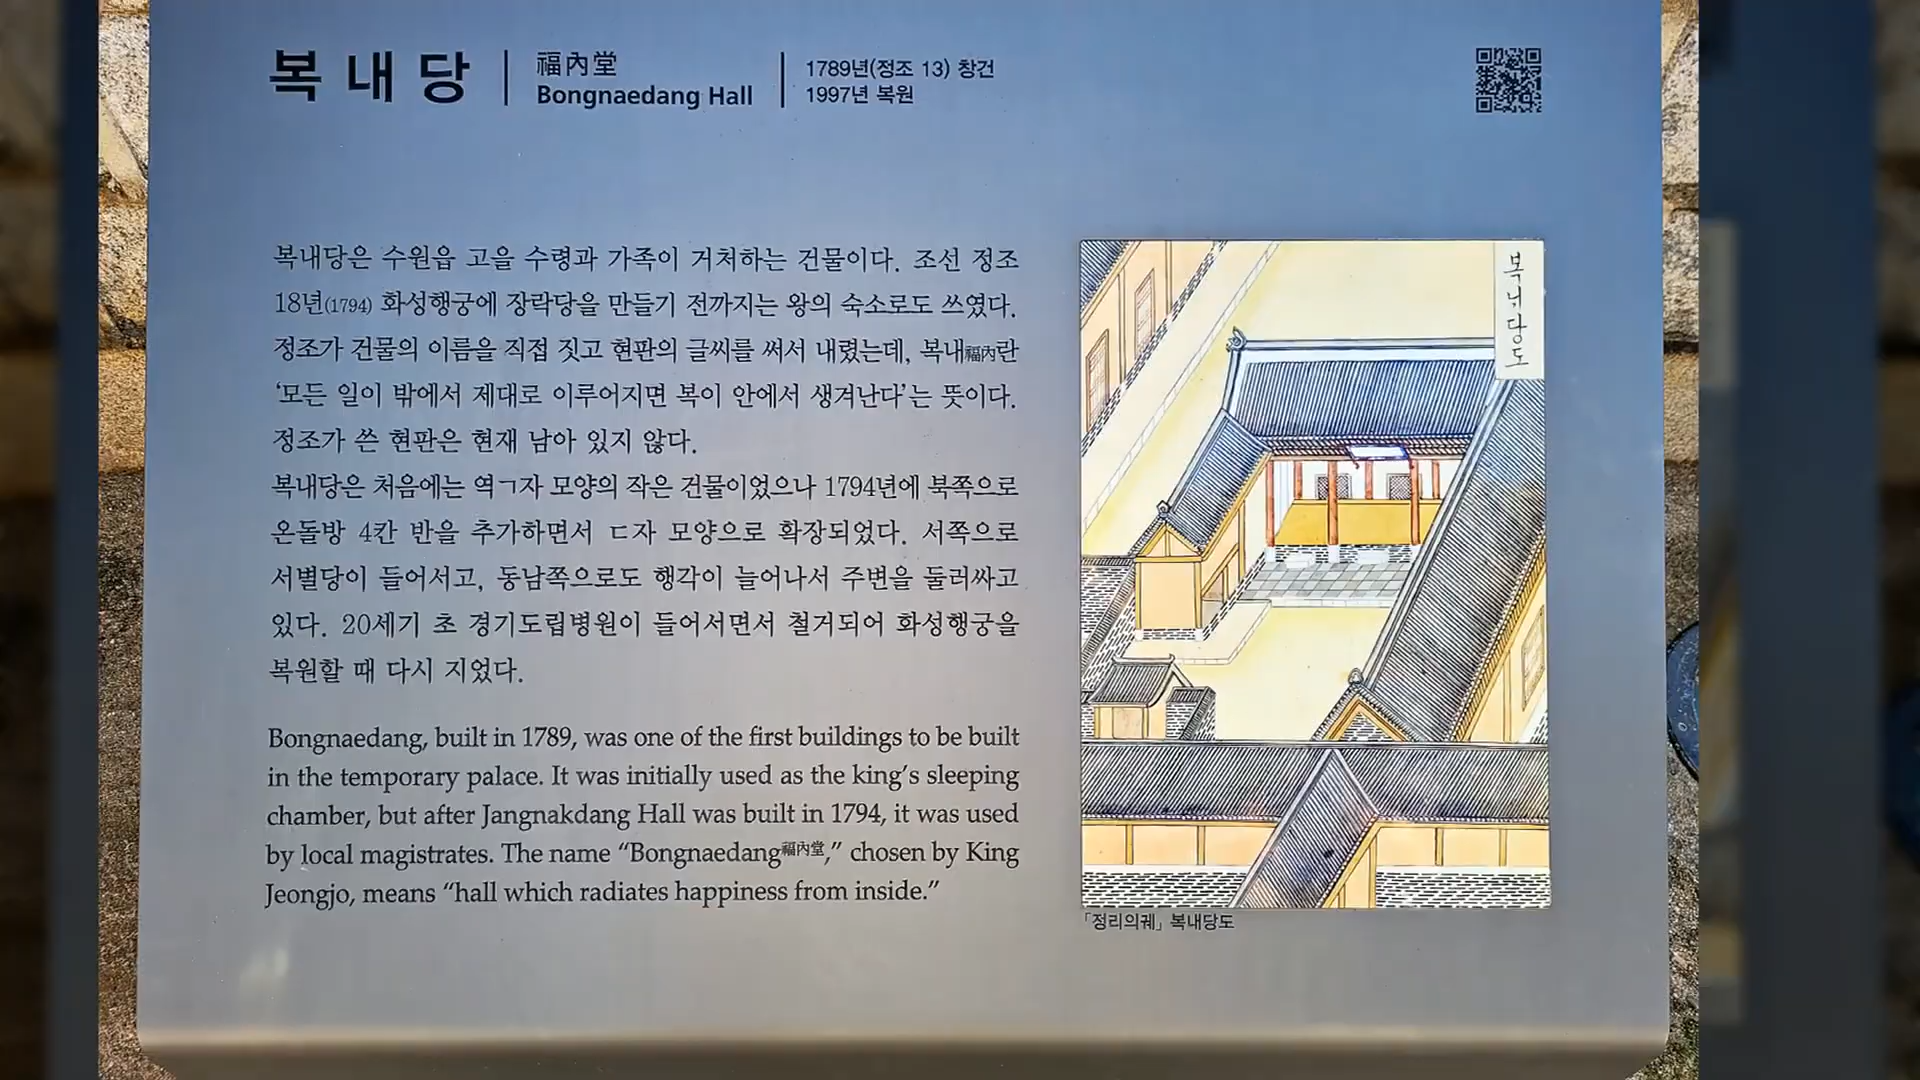 복내당
福內堂
Bongnaedang Hall
1789년(정조 13) 창건
1997년 복원
복내당은 수원읍 고을 수령과 가족이 거처하는 건물이다. 조선 정조
18년(1794) 화성행궁에 장락당을 만들기 전까지는 왕의 숙소로도 쓰였다.
정조가 건물의 이름을 직접 짓고 현판의 글씨를 써서 내렸는데, 복내福內란
‘모든 일이 밖에서 제대로 이루어지면 복이 안에서 생겨난다’는 뜻이다.
정조가 쓴 현판은 현재 남아 있지 않다.
복내당은 처음에는 역ㄱ자 모양의 작은 건물이었으나 1794년에 북쪽으로
온돌방 4칸 반을 추가하면서 ㄷ자 모양으로 확장되었다. 서쪽으로
서별당이 들어서고, 동남쪽으로도 행각이 늘어나서 주변을 둘러싸고
있다. 20세기 초 경기도립병원이 들어서면서 철거되어 화성행궁을
복원할 때 다시 지었다.
Bongnaedang, built in 1789, was one of the first buildings to be built
in the temporary palace. It was initially used as the king’s sleeping
chamber, but after Jangnakdang Hall was built in 1794, it was used
by local magistrates. The name “Bongnaedang福內堂,” chosen by King
Jeongjo, means “hall which radiates happiness from inside.”
복닉당도
「정리의궤」 복내당도